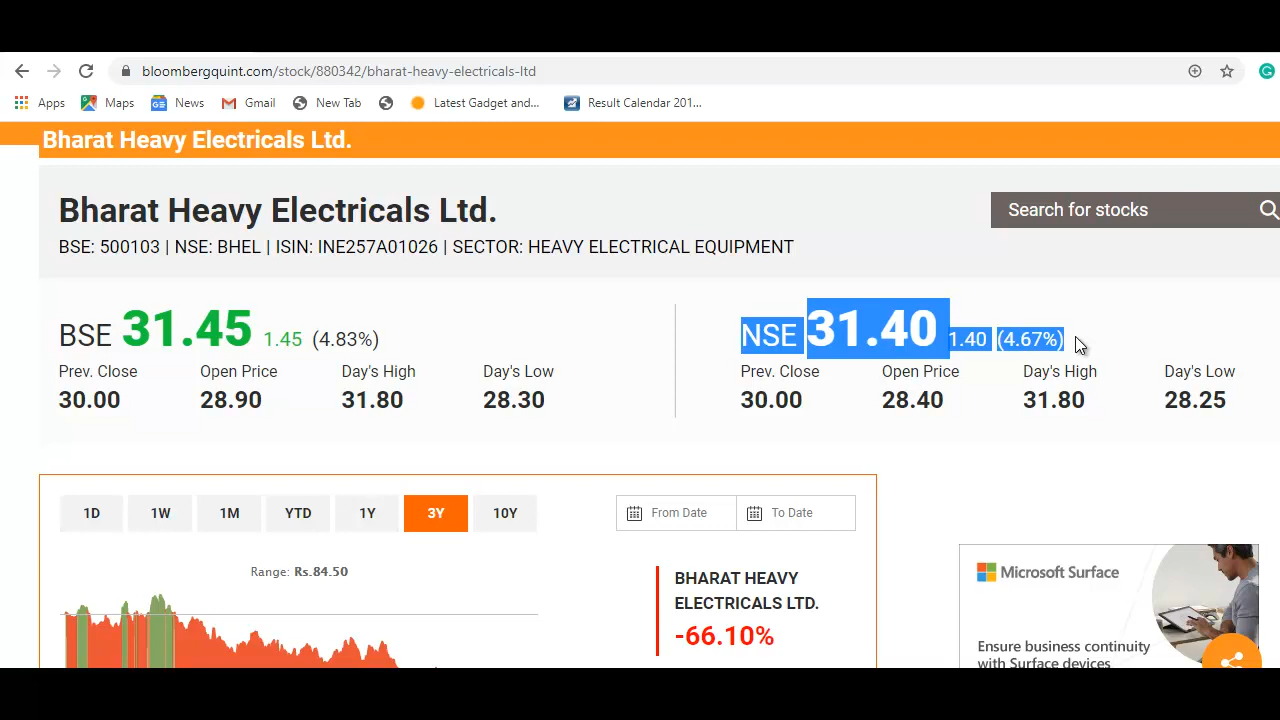 bloombergquint.com/stock/880342/bharat-heavy-electricals-ltd
Apps Maps News Gmail New Tab Latest Gadget and... Result Calendar 201...
Bharat Heavy Electricals Ltd.
Bharat Heavy Electricals Ltd.
Search for stocks
BSE: 500103 | NSE: BHEL | ISIN: INE257A01026 | SECTOR: HEAVY ELECTRICAL EQUIPMENT
BSE 31.45 1.45 (4.83%)
Prev. Close Open Price Day's High Day's Low
30.00 28.90 31.80 28.30
NSE 31.40 1.40 (4.67%)
Prev. Close Open Price Day's High Day's Low
30.00 28.40 31.80 28.25
1D 1W 1M YTD 1Y 3Y 10Y
From Date To Date
Range: Rs.84.50
BHARAT HEAVY
ELECTRICALS LTD.
-66.10%
Microsoft Surface
Ensure business continuity
with Surface devices